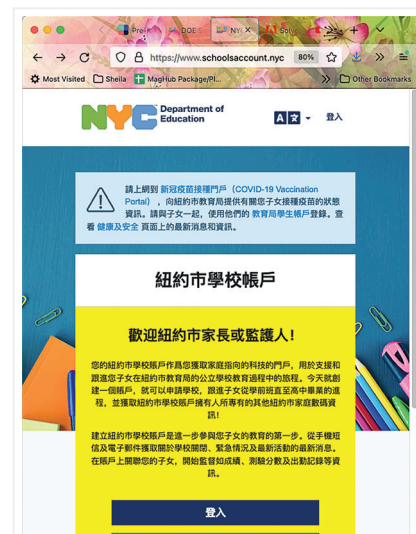 DOE S
NYC
https://www.schoolsaccount.nyc 80%
Most Visited Sheila MagHub Package/Pl... Other Bookmarks
NYC Department of
Education
A 文 登入
請上網到 新冠疫苗接種門戶（COVID-19 Vaccination
Portal），向紐約市教育局提供有關您子女接種疫苗的狀態
資訊。請與子女一起，使用他們的 教育局學生帳戶登錄。查
看 健康及安全 頁面上的最新消息和資訊。
紐約市學校帳戶
歡迎紐約市家長或監護人!
您的紐約市學校賬戶作爲您獲取家庭指向的科技的門戶，用於支援和
跟進您子女在紐約市教育局的公立學校教育過程中的旅程。今天就創
建一個賬戶，就可以申請學校，跟進子女從學前班直至高中畢業的進
程，並獲取紐約市學校賬戶擁有人所專有的其他紐約市家庭數碼資
訊!
建立紐約市學校賬戶是進一步參與您子女的教育的第一步。從手機短
信及電子郵件獲取關於學校關閉、緊急情況及最新活動的最新消息。
在賬戶上關聯您的子女，開始監督如成績、測驗分數及出勤記錄等資
訊。
登入